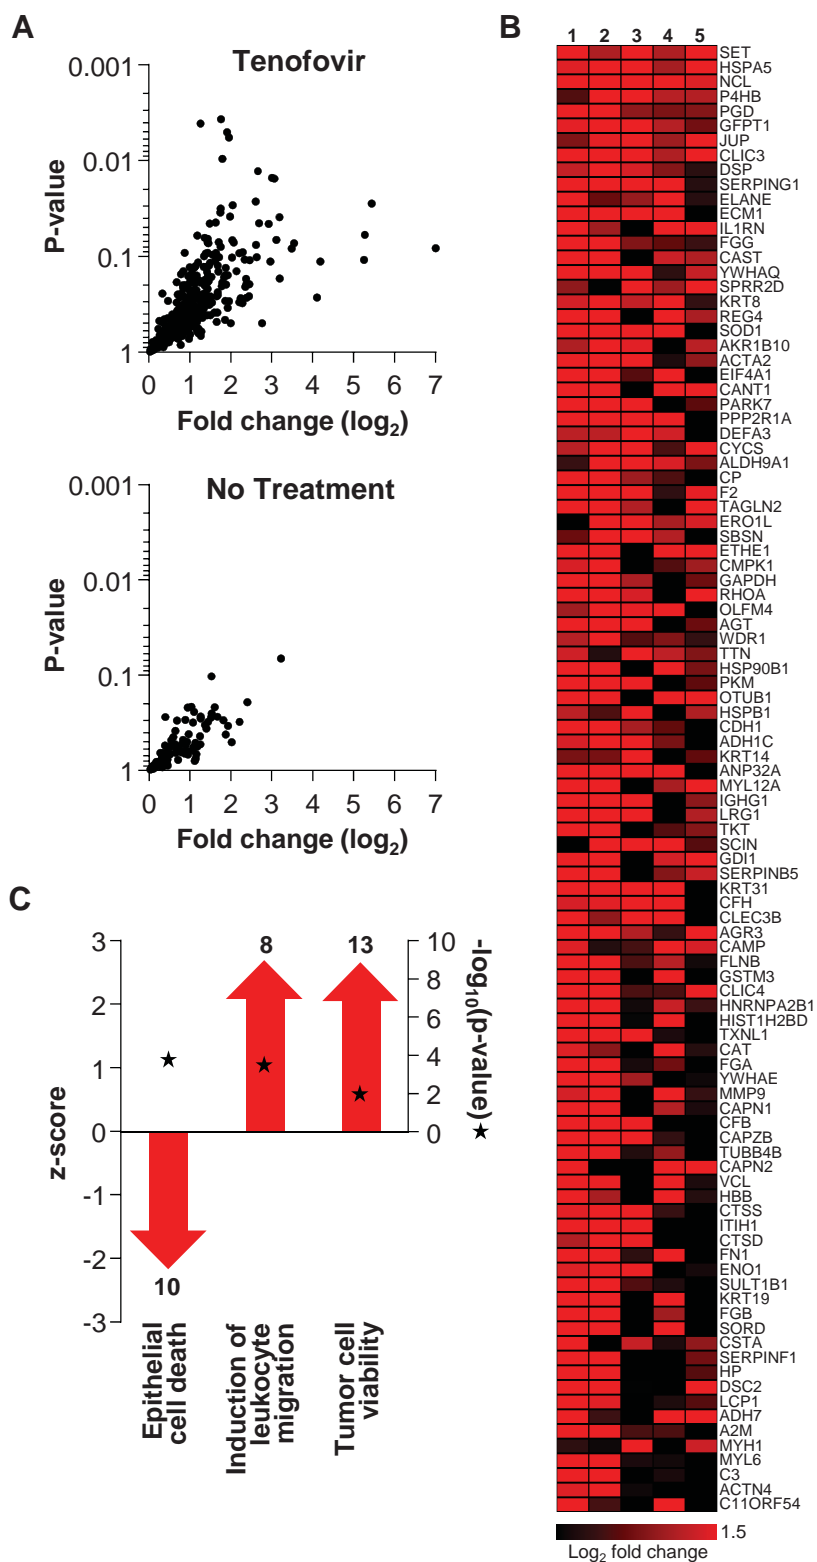 A
Tenofovir
P-value
0.001
0.01
0.1
1
0 1 2 3 4 5 6 7
Fold change (log2)
No Treatment
P-value
0.001
0.01
0.1
1
0 1 2 3 4 5 6 7
Fold change (log2)
B
1 2 3 4 5
SET
HSPA5
NCL
P4HB
PGD
GFPT1
JUP
CLIC3
DSP
SERPING1
ELANE
ECM1
IL1RN
FGG
CAST
YWHAQ
SPRR2D
KRT8
REG4
SOD1
AKR1B10
ACTA2
EIF4A1
CANT1
PARK7
PPP2R1A
DEFA3
CYCS
ALDH9A1
CP
F2
TAGLN2
ERO1L
SBSN
ETHE1
CMPK1
GAPDH
RHOA
OLFM4
AGT
WDR1
TTN
HSP90B1
PKM
OTUB1
HSPB1
CDH1
ADH1C
KRT14
ANP32A
MYL12A
IGHG1
LRG1
TKT
SCIN
GDI1
SERPINB5
KRT31
CFH
CLEC3B
AGR3
CAMP
FLNB
GSTM3
CLIC4
HNRNPA2B1
HIST1H2BD
TXNL1
CAT
FGA
YWHAE
MMP9
CAPN1
CFB
CAPZB
TUBB4B
CAPN2
VCL
HBB
CTSS
ITIH1
CTSD
FN1
ENO1
SULT1B1
KRT19
FGB
SORD
CSTA
SERPINF1
HP
DSC2
LCP1
ADH7
A2M
MYH1
MYL6
C3
ACTN4
C11ORF54
1.5
Log2 fold change
C
z-score
3
2
1
0
-1
-2
-3
8
13
10
10
8
6
4
2
0
-log10(p-value) ★
Epithelial
cell death
Induction of
leukocyte
migration
Tumor cell
viability